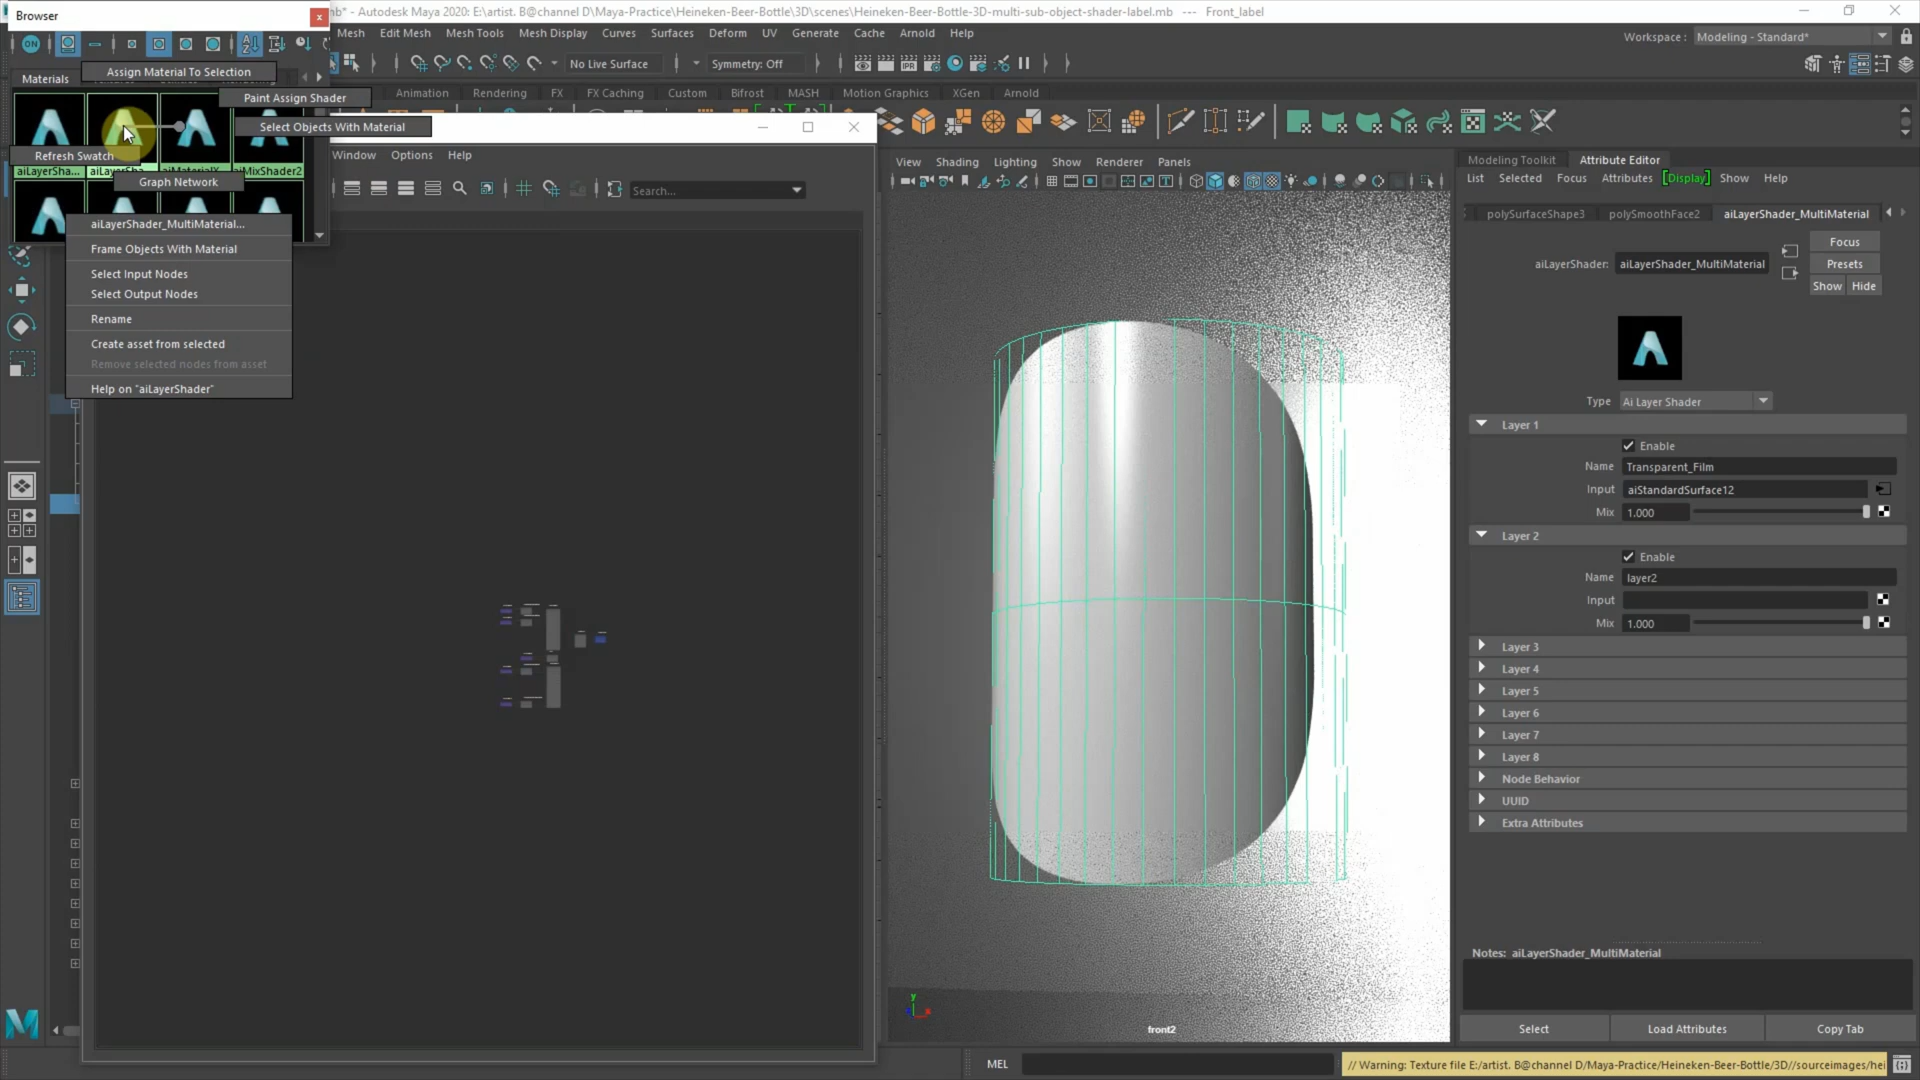 Browser
mb* - Autodesk Maya 2020: E:\artist. B@channel D\Maya-Practice\Heineken-Beer-Bottle\3D\scenes\Heineken-Beer-Bottle-3D-multi-sub-object-shader-label.mb --- Front_label
Mesh Edit Mesh Mesh Tools Mesh Display Curves Surfaces Deform UV Generate Cache Arnold Help
Workspace : Modeling - Standard*
ON
No Live Surface
Symmetry: Off
IPR
Materials
Assign Material To Selection
Paint Assign Shader
Select Objects With Material
Refresh Swatch
Graph Network
aiLayerSha...
aiMixShader2
Animation Rendering FX FX Caching Custom Bifrost MASH Motion Graphics XGen Arnold
Window Options Help
Search...
aiLayerShader_MultiMaterial...
Frame Objects With Material
Select Input Nodes
Select Output Nodes
Rename
Create asset from selected
Remove selected nodes from asset
Help on "aiLayerShader"
View Shading Lighting Show Renderer Panels
front2
y
Modeling Toolkit Attribute Editor
List Selected Focus Attributes [Display] Show Help
polySurfaceShape3 polySmoothFace2 aiLayerShader_MultiMaterial
aiLayerShader: aiLayerShader_MultiMaterial
Focus
Presets
Show Hide
Type Ai Layer Shader
Layer 1
Enable
Name Transparent_Film
Input aiStandardSurface12
Mix 1.000
Layer 2
Enable
Name layer2
Input
Mix 1.000
Layer 3
Layer 4
Layer 5
Layer 6
Layer 7
Layer 8
Node Behavior
UUID
Extra Attributes
Notes: aiLayerShader_MultiMaterial
Select Load Attributes Copy Tab
MEL
// Warning: Texture file E:/artist. B@channel D/Maya-Practice/Heineken-Beer-Bottle/3D//sourceimages/hei